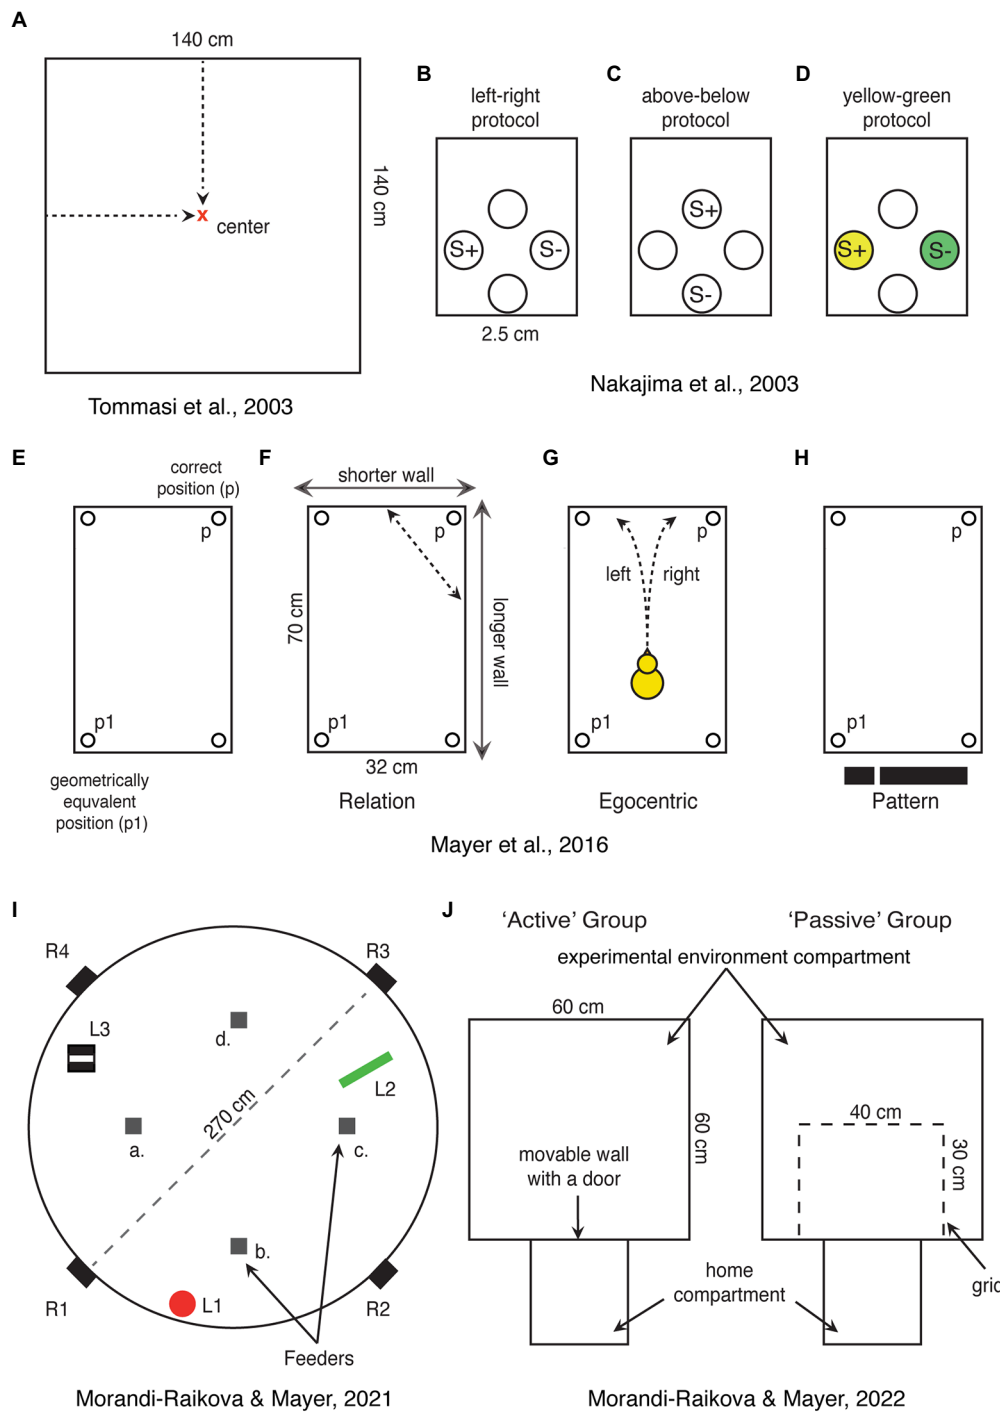 A
140 cm
140 cm
x
center
Tommasi et al., 2003
B
left-right
protocol
S+
S-
2.5 cm
C
above-below
protocol
S+
S-
D
yellow-green
protocol
S+
S-
Nakajima et al., 2003
E
correct
position (p)
p
p1
geometrically
equvalent
position (p1)
F
shorter wall
p
70 cm
longer wall
p1
32 cm
Relation
G
p
left
right
p1
Egocentric
H
p
p1
Pattern
Mayer et al., 2016
I
R4
R3
L3
d.
L2
270 cm
a.
c.
b.
R1
L1
R2
Feeders
Morandi-Raikova & Mayer, 2021
J
'Active' Group
'Passive' Group
experimental environment compartment
60 cm
60 cm
40 cm
30 cm
movable wall
with a door
home
compartment
grid
Morandi-Raikova & Mayer, 2022